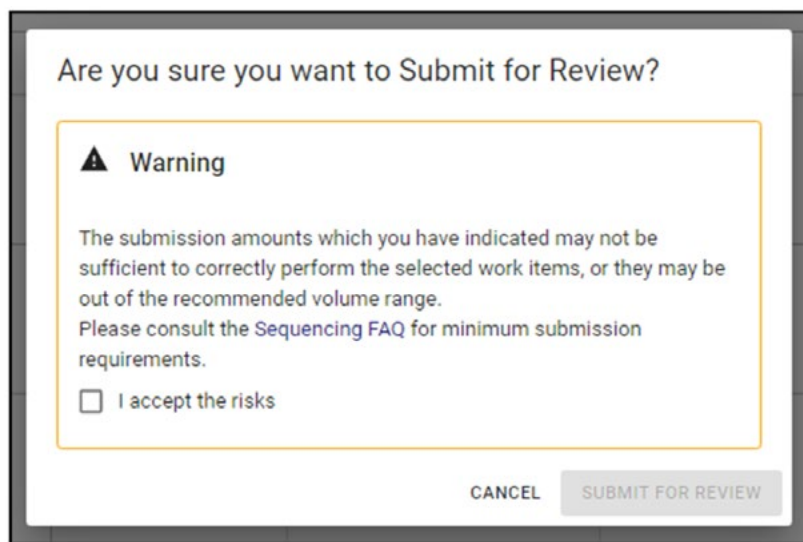 Are you sure you want to Submit for Review?
Warning
The submission amounts which you have indicated may not be
sufficient to correctly perform the selected work items, or they may be
out of the recommended volume range.
Please consult the Sequencing FAQ for minimum submission
requirements.
I accept the risks
CANCEL SUBMIT FOR REVIEW